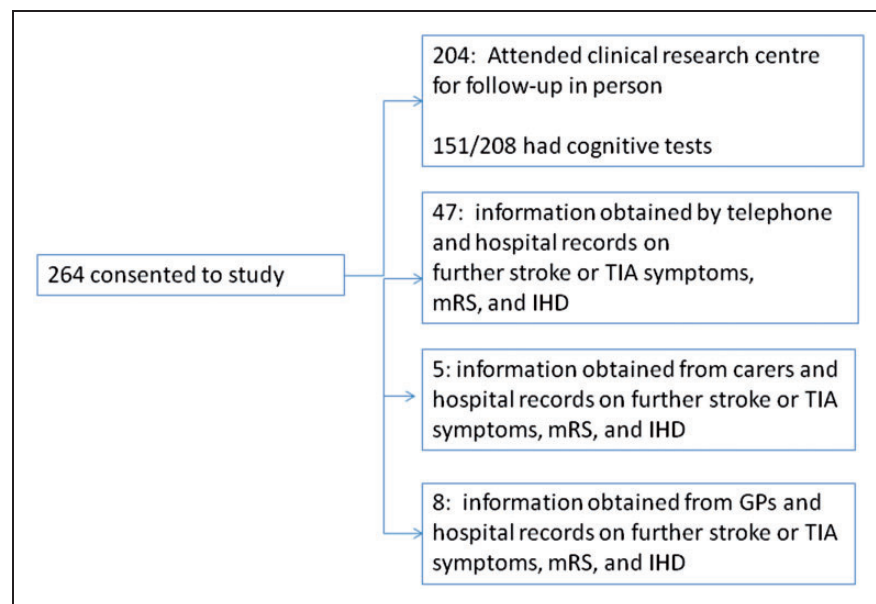 204: Attended clinical research centre
for follow-up in person
151/208 had cognitive tests
47: information obtained by telephone
and hospital records on
further stroke or TIA symptoms,
mRS, and IHD
264 consented to study
5: information obtained from carers and
hospital records on further stroke or TIA
symptoms, mRS, and IHD
8: information obtained from GPs and
hospital records on further stroke or TIA
symptoms, mRS, and IHD